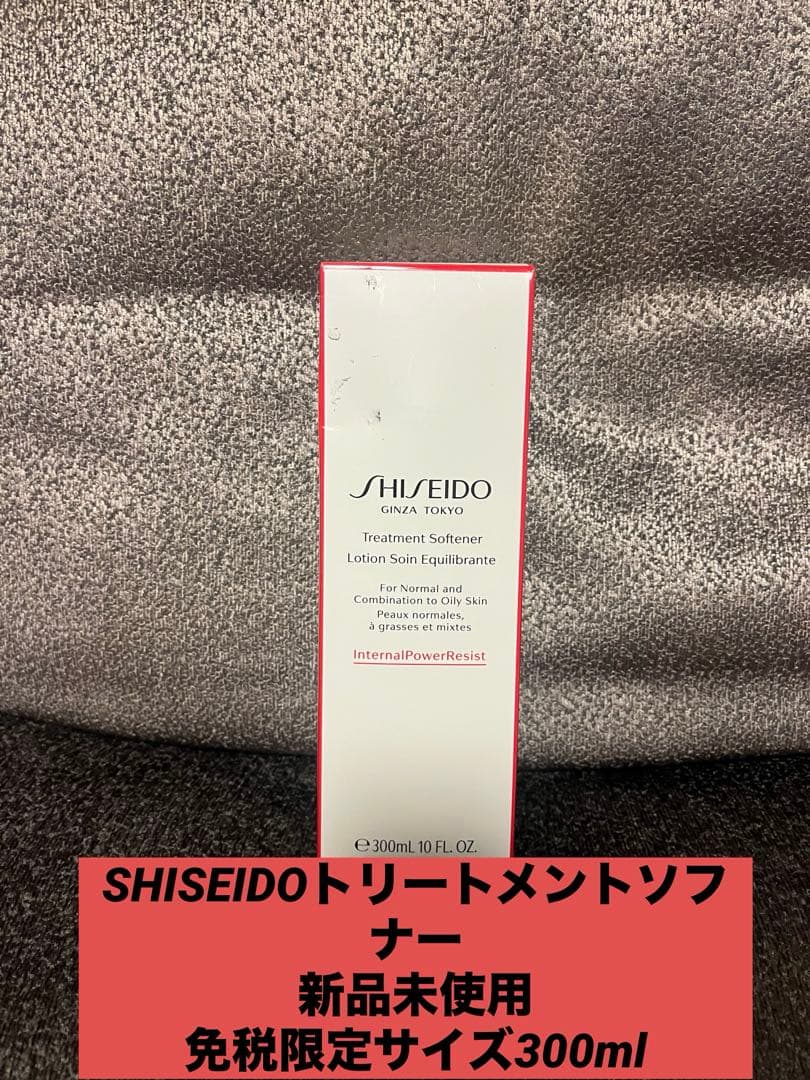 SHISEIDO
GINZA TOKYO
Treatment Softener
Lotion Soin Equilibrante
For Normal and
Combination to Oily Skin
Peaux normales,
à grasses et mixtes
InternalPowerResist
℮300mL 10 FL. OZ.
SHISEIDOトリートメントソフ
ナー
新品未使用
免税限定サイズ300ml